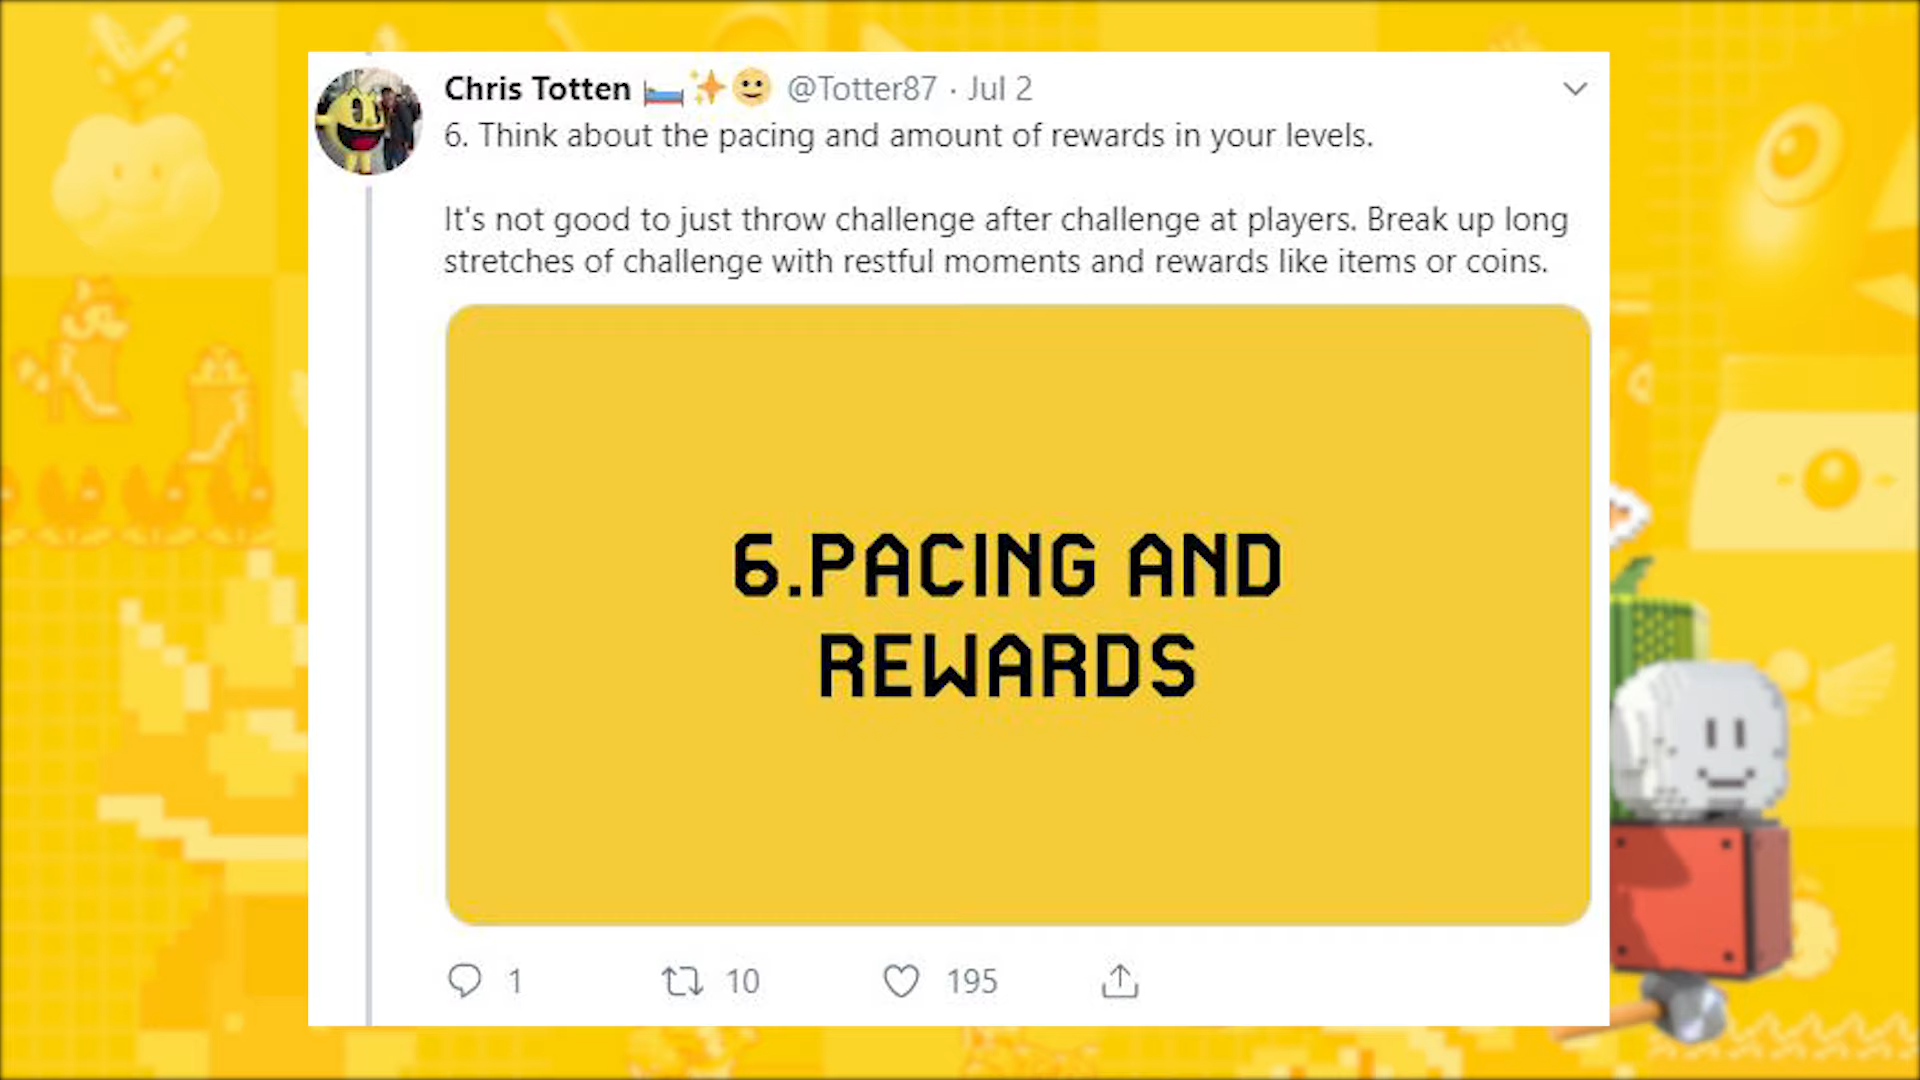 Chris Totten 🛏️✨🙂 @Totter87 · Jul 2
6. Think about the pacing and amount of rewards in your levels.
It's not good to just throw challenge after challenge at players. Break up long
stretches of challenge with restful moments and rewards like items or coins.
6.PACING AND
REWARDS
1 10 195